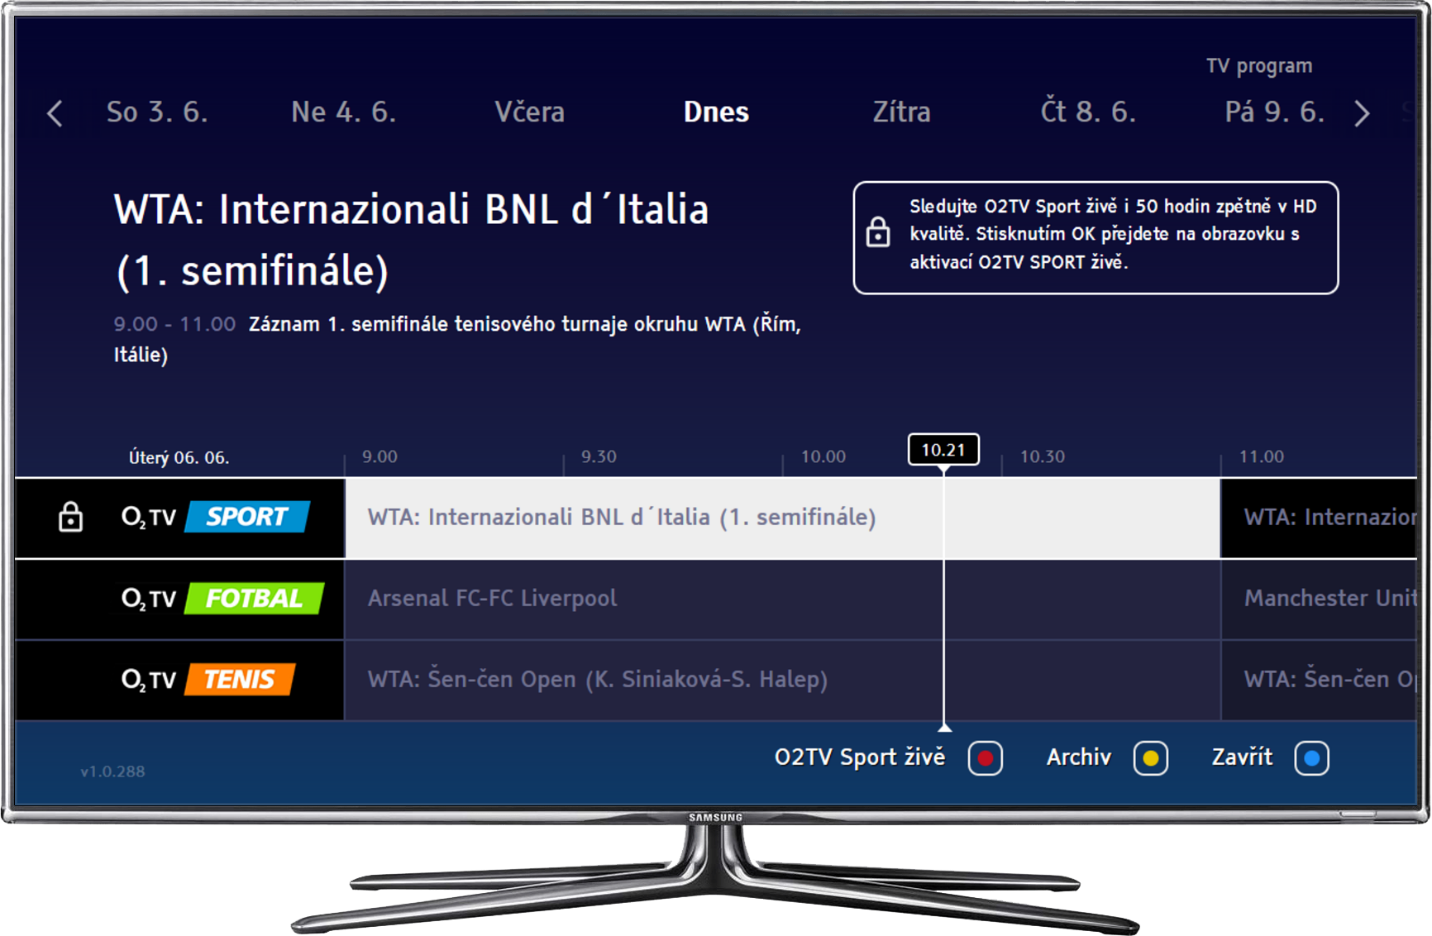 TV program
So 3. 6. Ne 4. 6. Včera Dnes Zítra Čt 8. 6. Pá 9. 6.
WTA: Internazionali BNL d´Italia
(1. semifinále)
9.00 - 11.00 Záznam 1. semifinále tenisového turnaje okruhu WTA (Řím,
Itálie)
Sledujte O2TV Sport živě i 50 hodin zpětně v HD
kvalitě. Stisknutím OK přejdete na obrazovku s
aktivací O2TV SPORT živě.
Úterý 06. 06. 9.00 9.30 10.00 10.21 10.30 11.00
O2 TV SPORT WTA: Internazionali BNL d´Italia (1. semifinále) WTA: Internazior
O2 TV FOTBAL Arsenal FC-FC Liverpool Manchester Unit
O2 TV TENIS WTA: Šen-čen Open (K. Siniaková-S. Halep) WTA: Šen-čen O
O2TV Sport živě Archiv Zavřít
v1.0.288
SAMSUNG